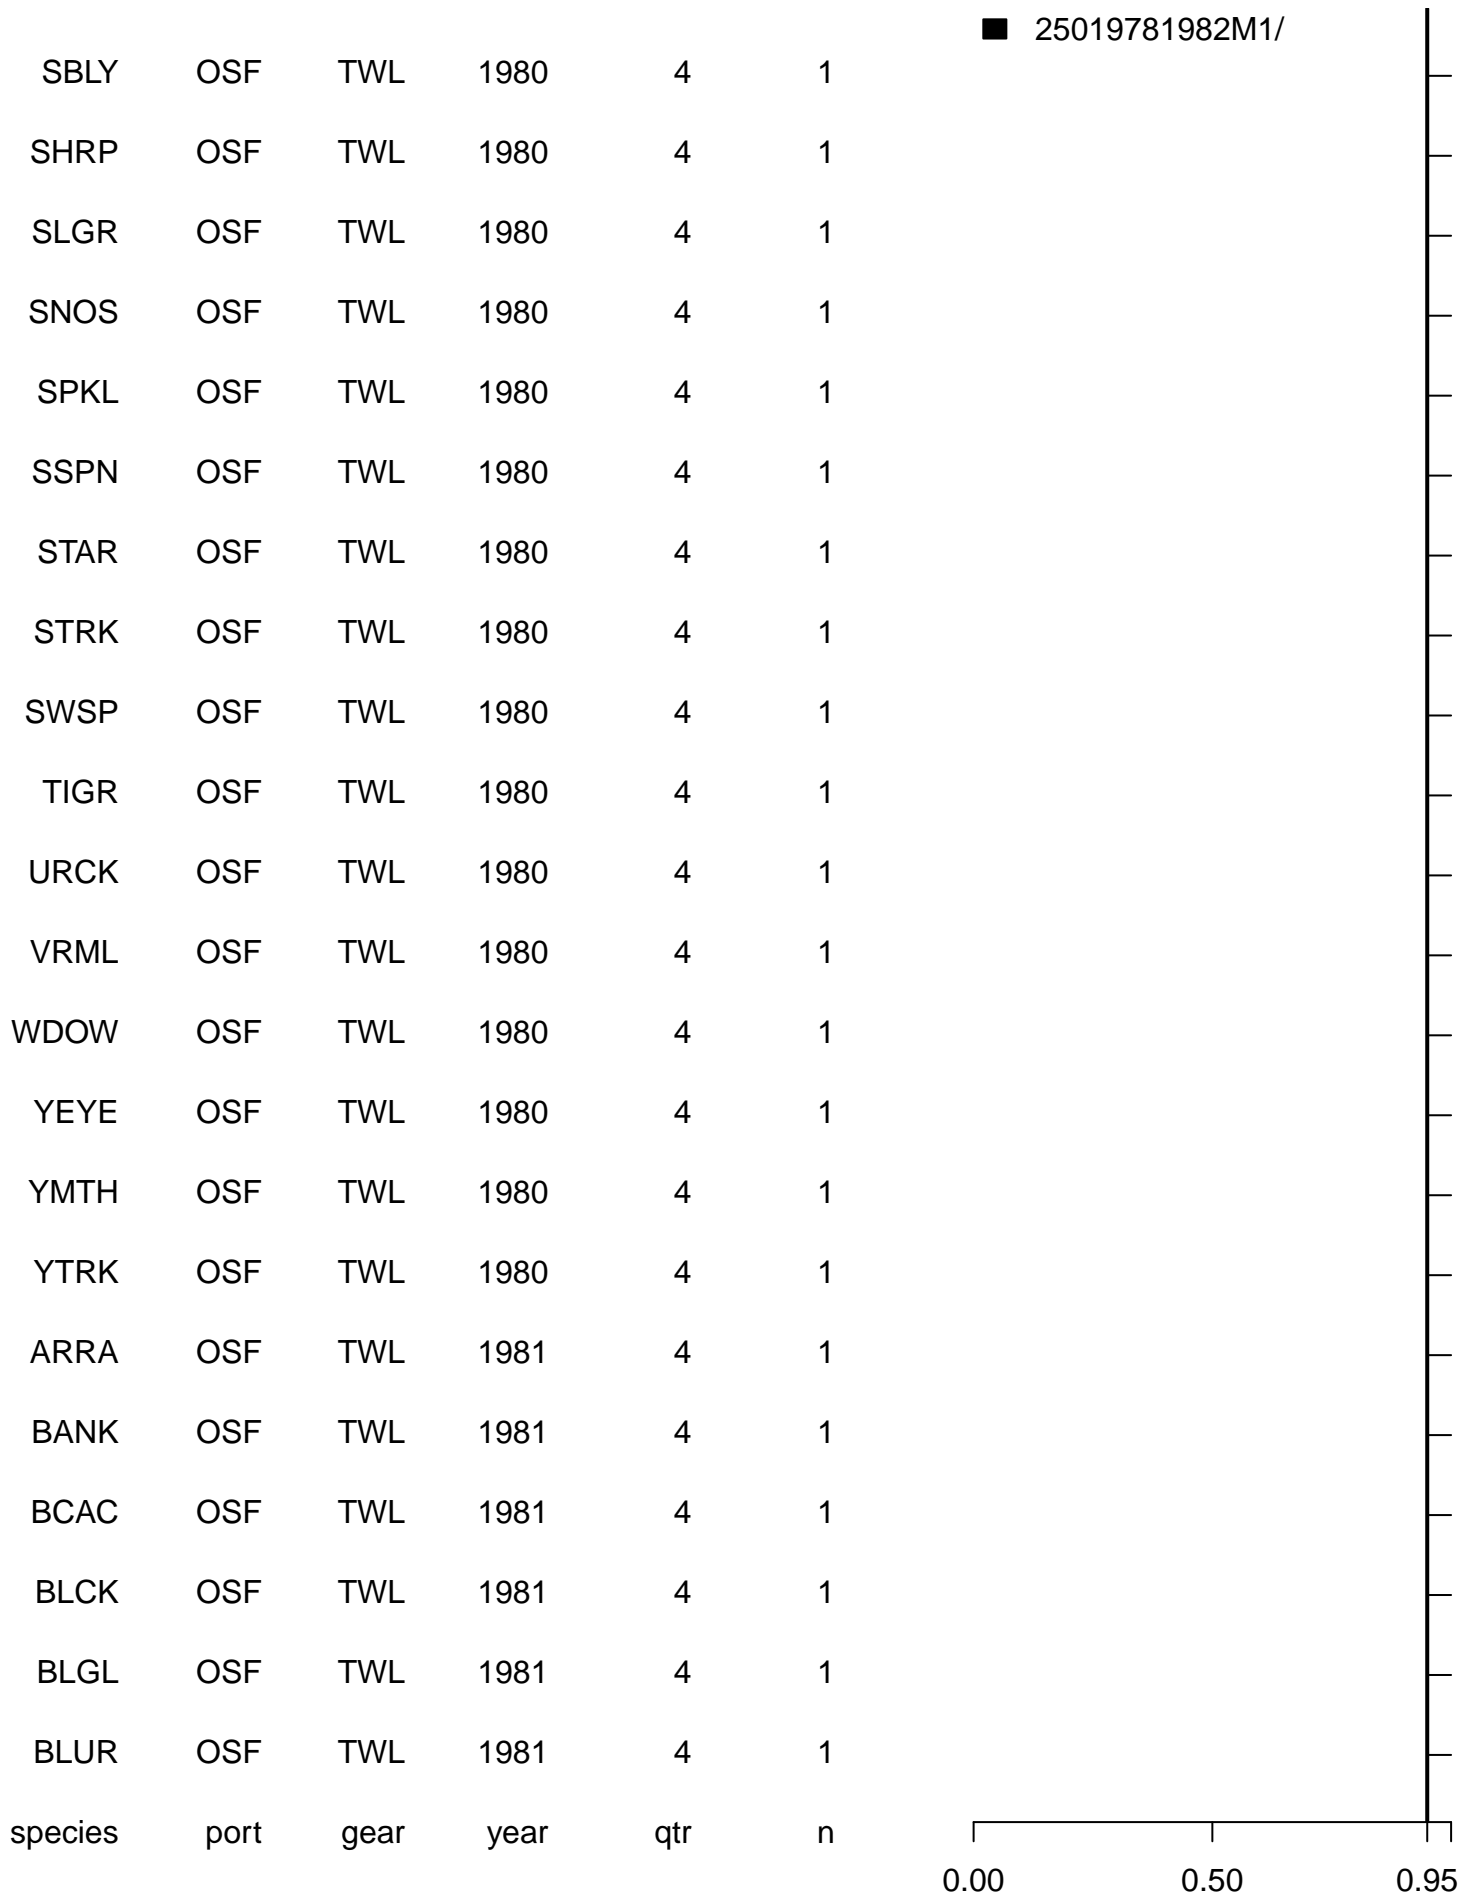 25019781982M1/
SBLY OSF TWL 1980 4 1
SHRP OSF TWL 1980 4 1
SLGR OSF TWL 1980 4 1
SNOS OSF TWL 1980 4 1
SPKL OSF TWL 1980 4 1
SSPN OSF TWL 1980 4 1
STAR OSF TWL 1980 4 1
STRK OSF TWL 1980 4 1
SWSP OSF TWL 1980 4 1
TIGR OSF TWL 1980 4 1
URCK OSF TWL 1980 4 1
VRML OSF TWL 1980 4 1
WDOW OSF TWL 1980 4 1
YEYE OSF TWL 1980 4 1
YMTH OSF TWL 1980 4 1
YTRK OSF TWL 1980 4 1
ARRA OSF TWL 1981 4 1
BANK OSF TWL 1981 4 1
BCAC OSF TWL 1981 4 1
BLCK OSF TWL 1981 4 1
BLGL OSF TWL 1981 4 1
BLUR OSF TWL 1981 4 1
species port gear year qtr n
0.00 0.50 0.95